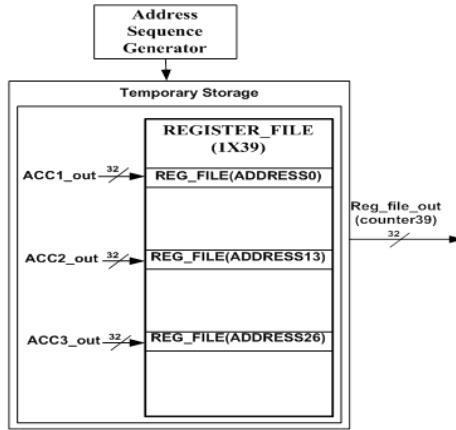 Address
Sequence
Generator
Temporary Storage
REGISTER_FILE
(1X39)
ACC1_out
32
REG_FILE(ADDRESS0)
Reg_file_out
(counter39)
32
ACC2_out
32
REG_FILE(ADDRESS13)
ACC3_out
32
REG_FILE(ADDRESS26)